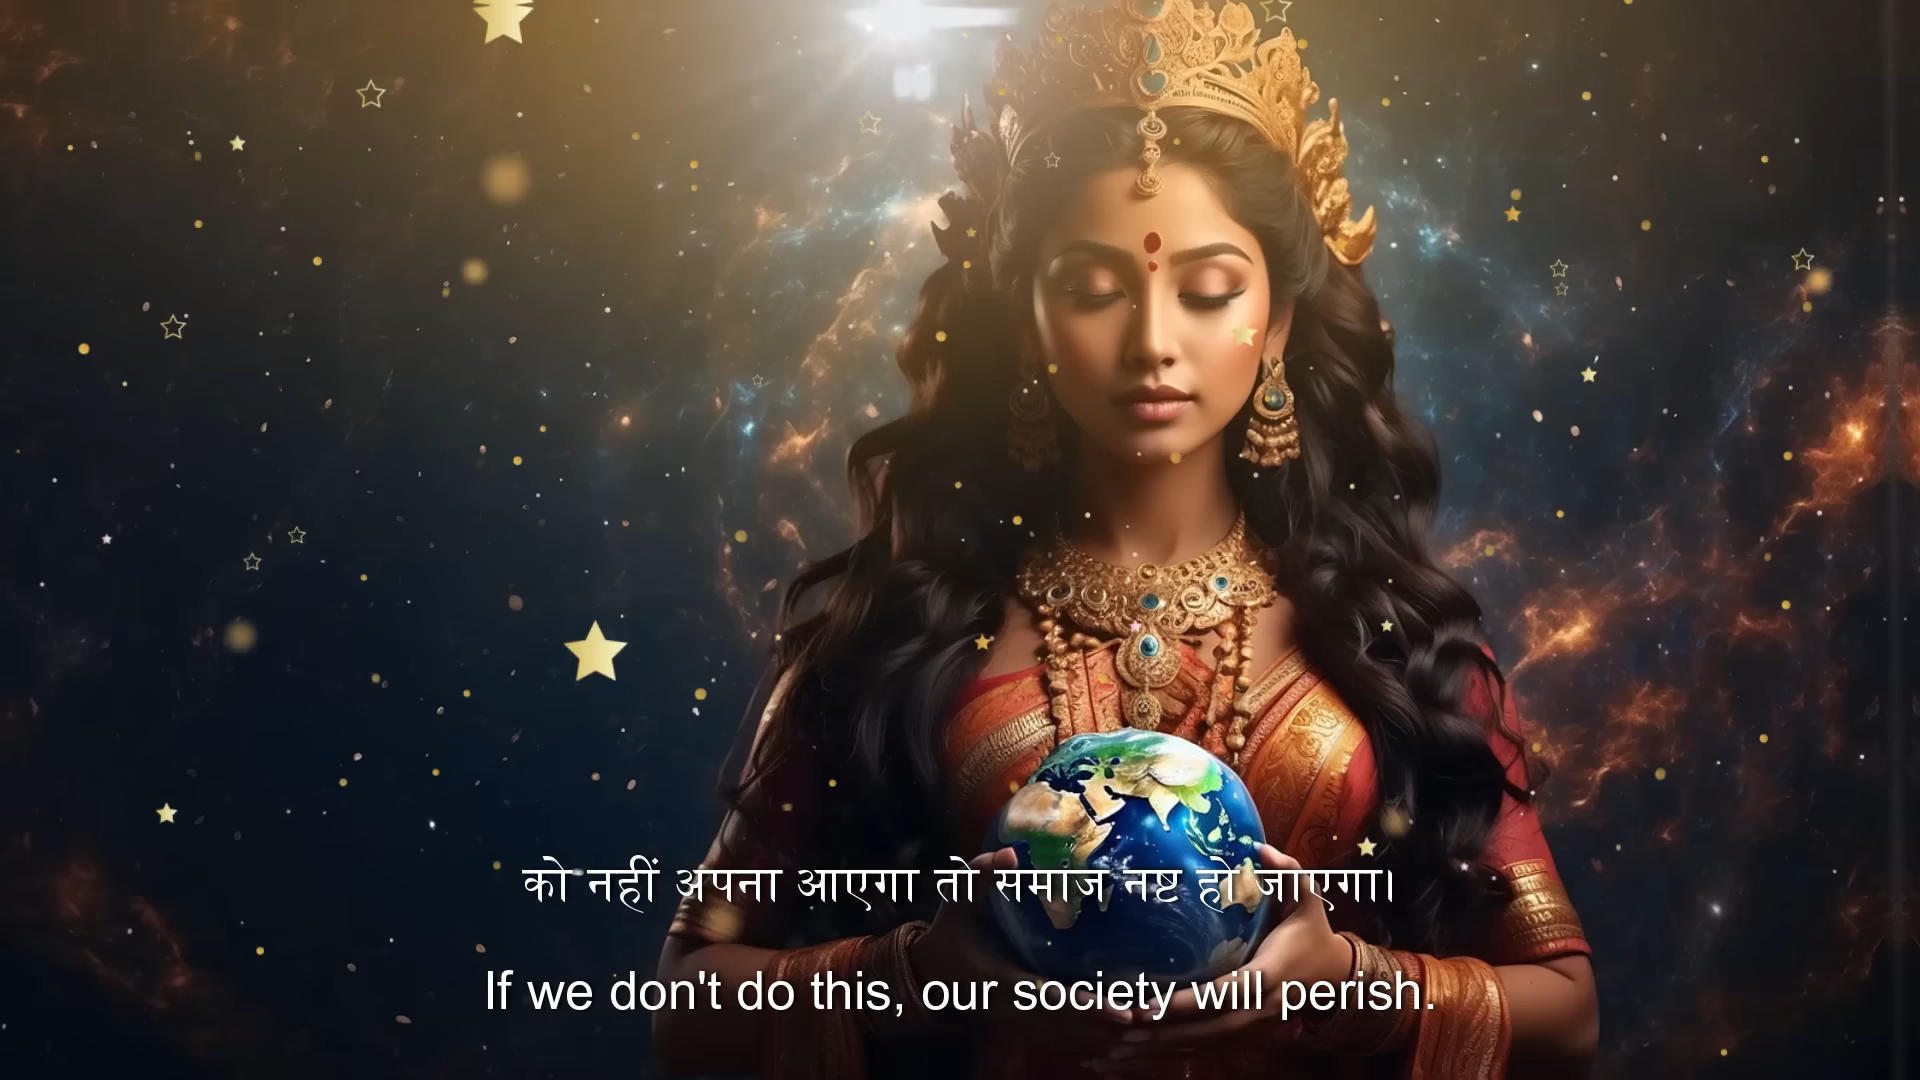 को नहीं अपना आएगा तो समाज नष्ट हो जाएगा।
If we don't do this, our society will perish.